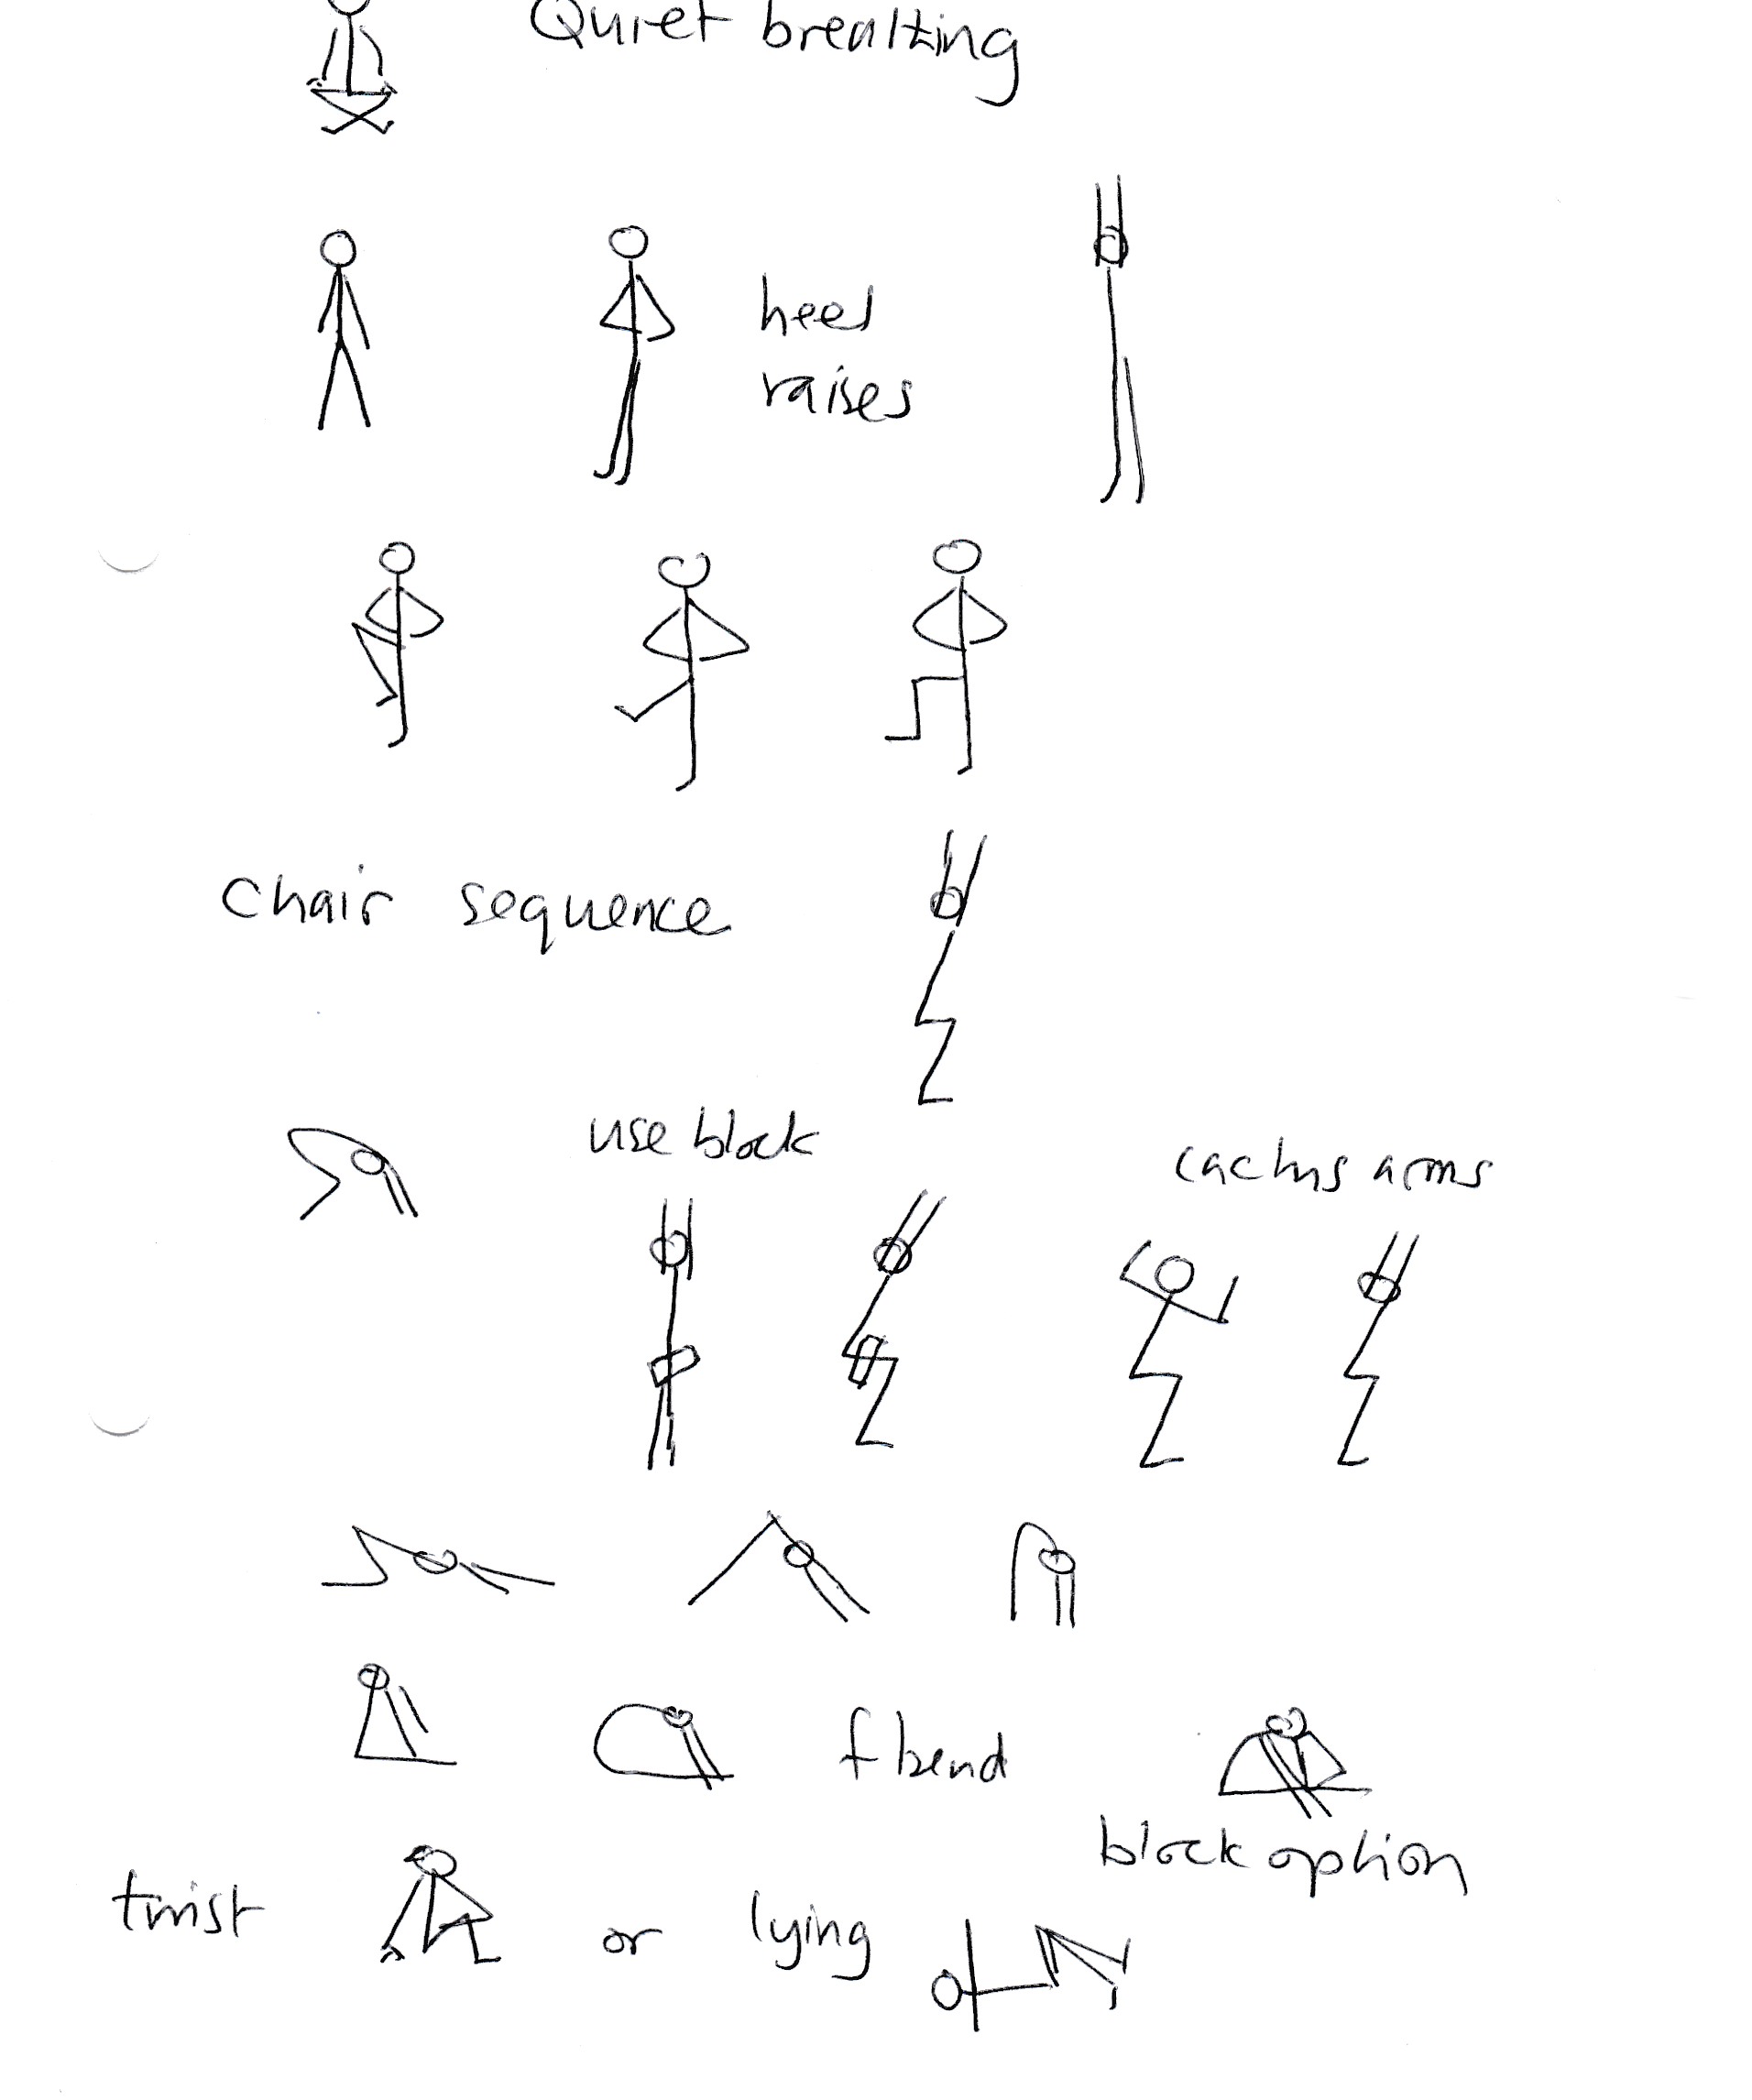 Quiet breathing
heel
raises
Chair sequence
use block
cactus arms
f bend
block option
twist or lying